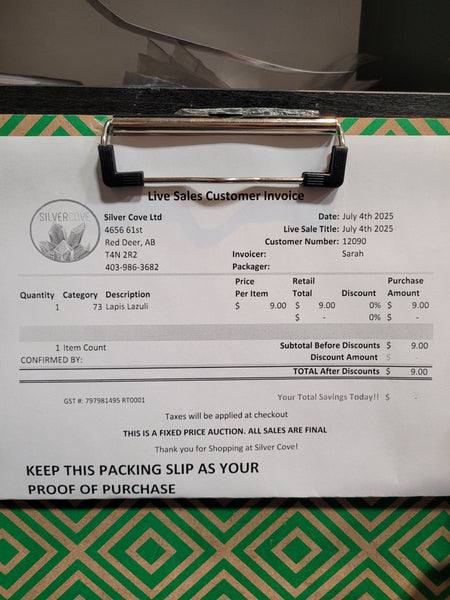 Live Sales Customer Invoice
SILVER COVE
Silver Cove Ltd
4656 61st
Red Deer, AB
T4N 2R2
403-986-3682
Date: July 4th 2025
Live Sale Title: July 4th 2025
Customer Number: 12090
Invoicer: Sarah
Packager:
Quantity Category Description Price Per Item Retail Total Discount Purchase Amount
1 73 Lapis Lazuli $ 9.00 $ 9.00 0% $ 9.00
$ - 0% $ -
1 Item Count Subtotal Before Discounts $ 9.00
CONFIRMED BY: Discount Amount $ -
TOTAL After Discounts $ 9.00
GST #: 797981495 RT0001 Your Total Savings Today!! $ -
Taxes will be applied at checkout
THIS IS A FIXED PRICE AUCTION. ALL SALES ARE FINAL
Thank you for Shopping at Silver Cove!
KEEP THIS PACKING SLIP AS YOUR
PROOF OF PURCHASE